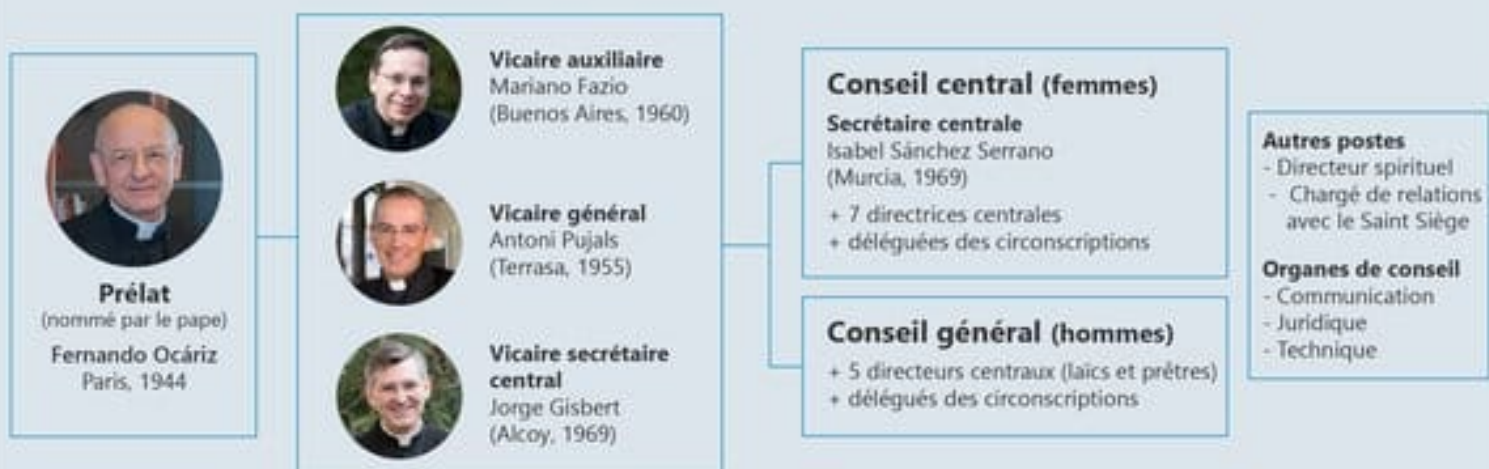 Prélat
(nommé par le pape)
Fernando Ocáriz
Paris, 1944
Vicaire auxiliaire
Mariano Fazio
(Buenos Aires, 1960)
Vicaire général
Antoni Pujals
(Terrasa, 1955)
Vicaire secrétaire
central
Jorge Gisbert
(Alcoy, 1969)
Conseil central (femmes)
Secrétaire centrale
Isabel Sánchez Serrano
(Murcia, 1969)
+ 7 directrices centrales
+ déléguées des circonscriptions
Conseil général (hommes)
+ 5 directeurs centraux (laïcs et prêtres)
+ délégués des circonscriptions
Autres postes
- Directeur spirituel
- Chargé de relations
avec le Saint Siège
Organes de conseil
- Communication
- Juridique
- Technique